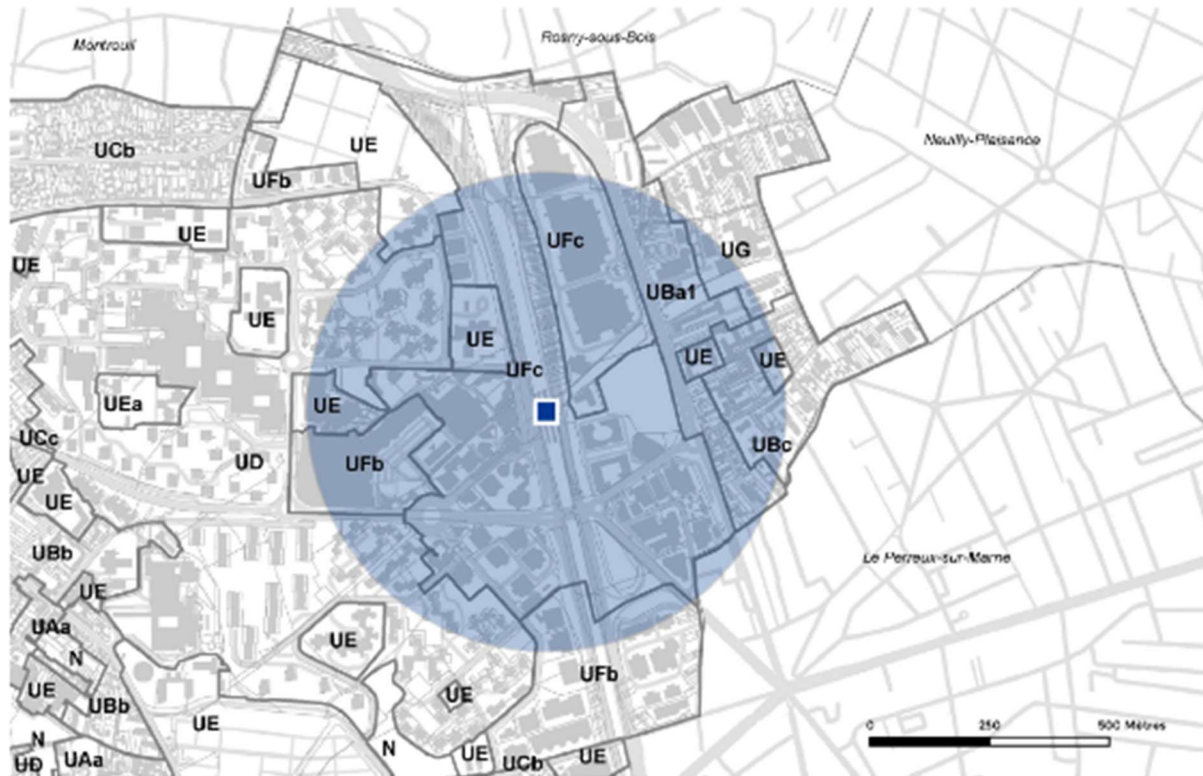 Montreuil
Rosny-sous-Bois
Neuilly-Plaisance
UCb
UE
UFb
UE
UFc
UG
UE
UBa1
UE
UE
UFc
UE
UE
UEa
UE
UCc
UD
UFb
UBc
UE
UE
UBb
Le Perreux-sur-Marne
UE
UAa
N
UE
UE
UBb
UE
UFb
UE
N
UE
UCb
UE
N
UD
UAa
0 250 500 Mètres